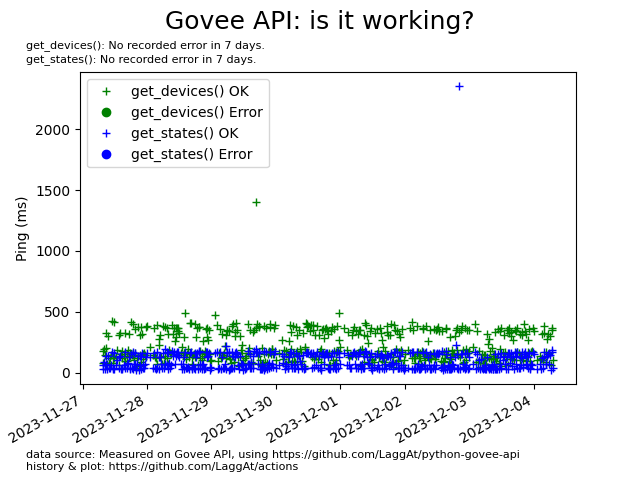 Govee API: is it working?
get_devices(): No recorded error in 7 days.
get_states(): No recorded error in 7 days.
get_devices() OK
get_devices() Error
get_states() OK
get_states() Error
Ping (ms)
2000
1500
1000
500
0
2023-11-27
2023-11-28
2023-11-29
2023-11-30
2023-12-01
2023-12-02
2023-12-03
2023-12-04
data source: Measured on Govee API, using https://github.com/LaggAt/python-govee-api
history & plot: https://github.com/LaggAt/actions